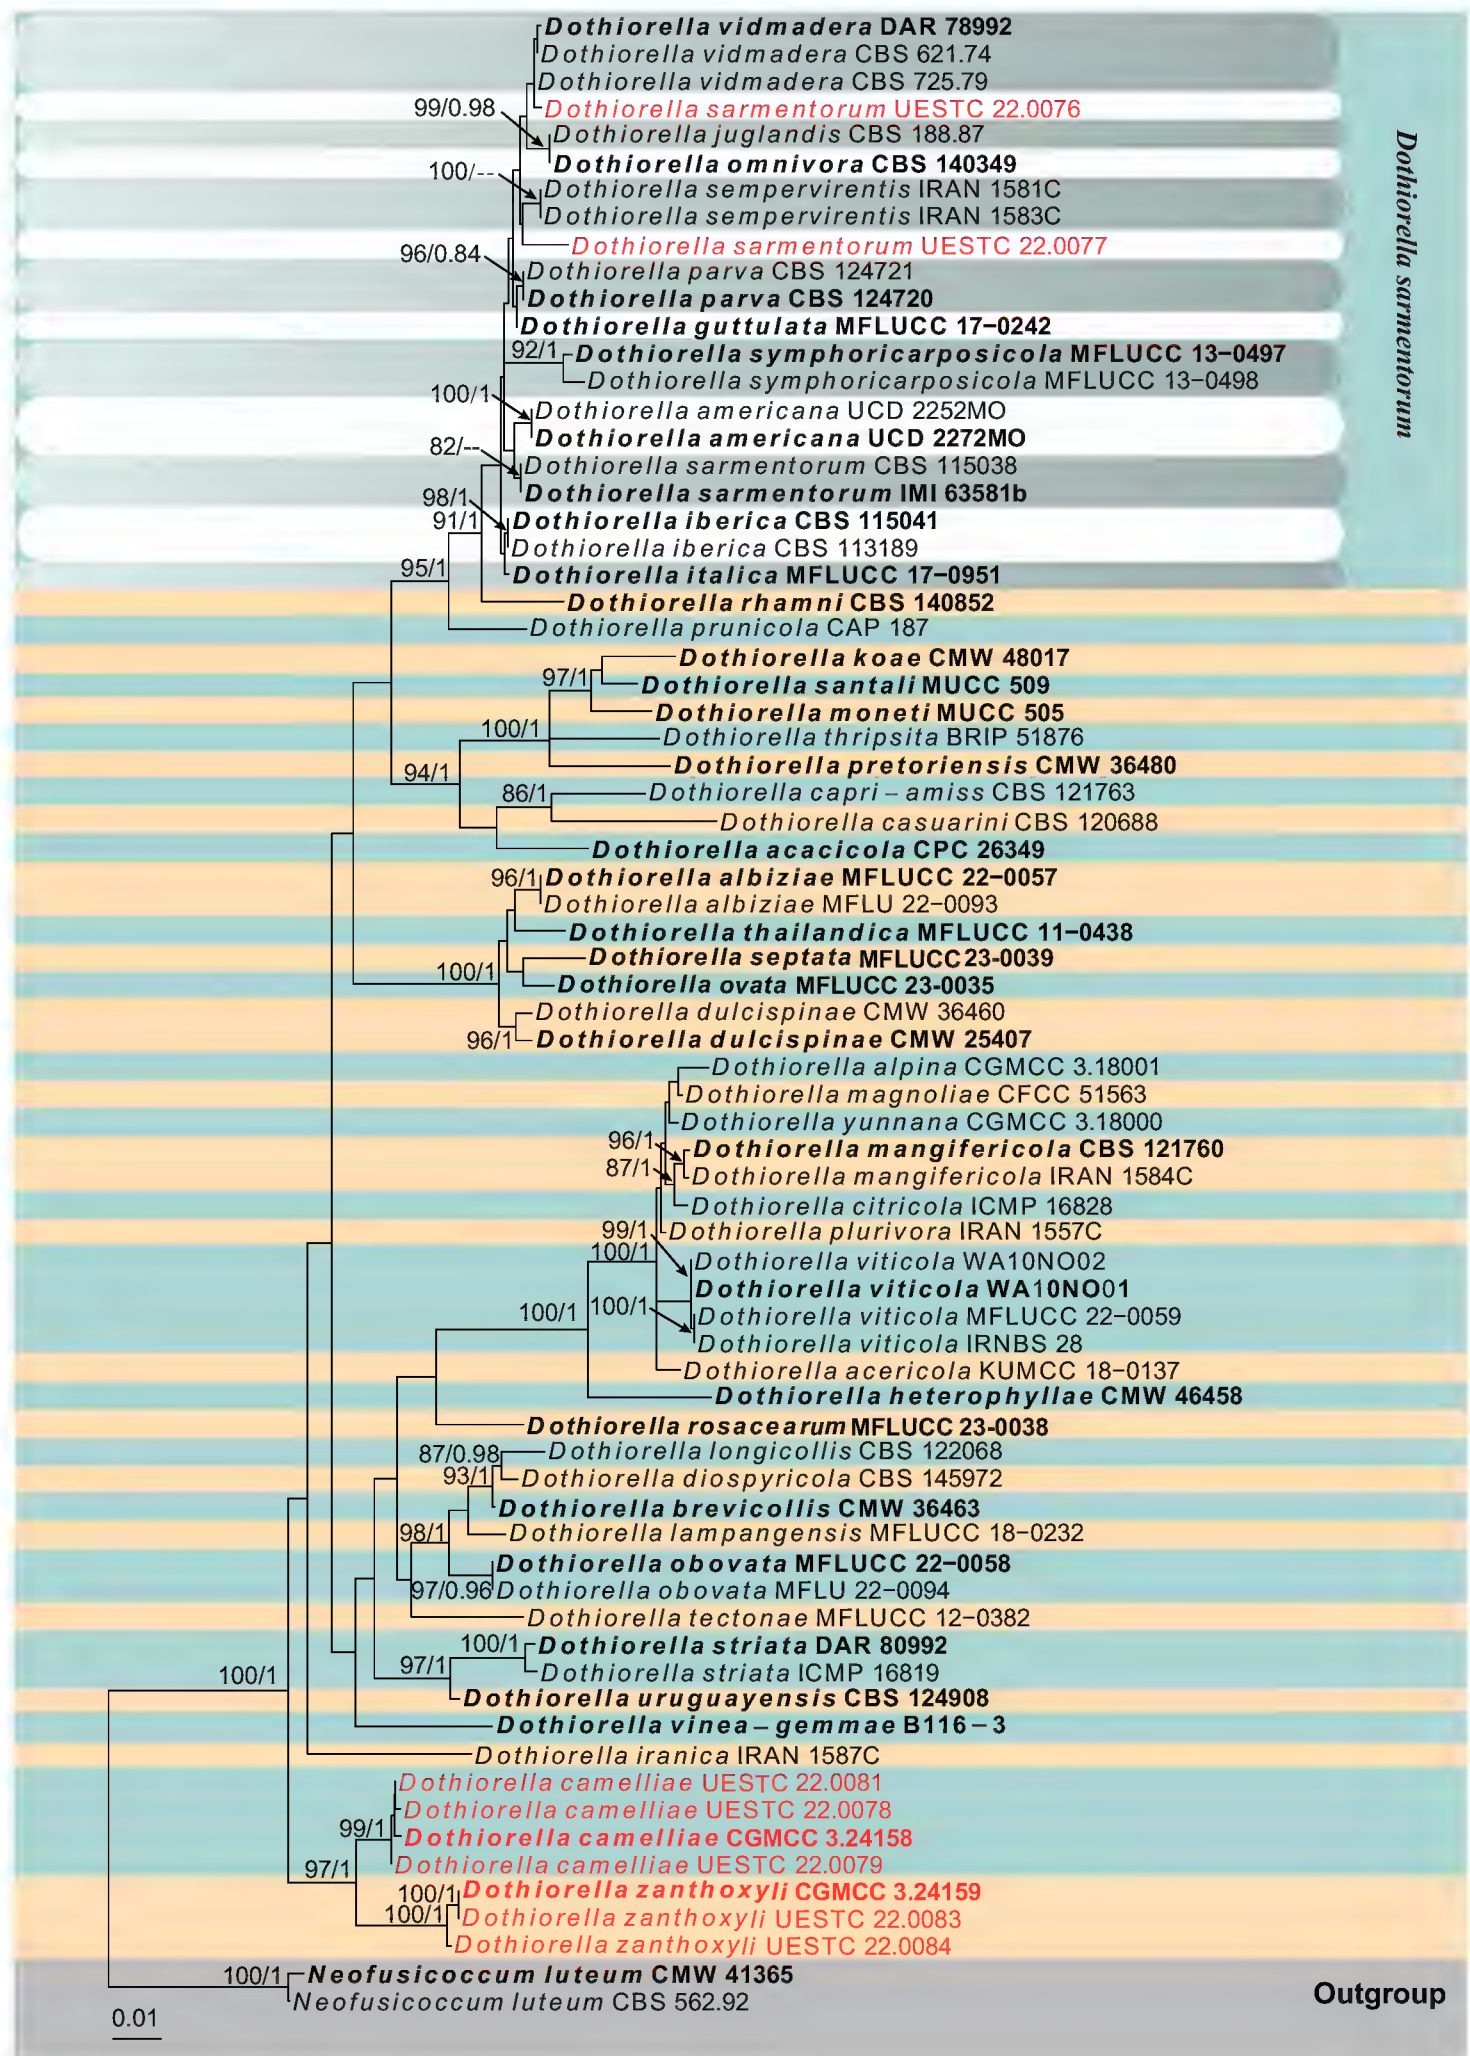 Dothiorella vidmadera DAR 78992
Dothiorella vidmadera CBS 621.74
Dothiorella vidmadera CBS 725.79
99/0.98
Dothiorella sarmentorum UESTC 22.0076
Dothiorella juglandis CBS 188.87
Dothiorella omnivora CBS 140349
100/--
Dothiorella sempervirentis IRAN 1581C
Dothiorella sempervirentis IRAN 1583C
Dothiorella sarmentorum UESTC 22.0077
96/0.84
Dothiorella parva CBS 124721
Dothiorella parva CBS 124720
Dothiorella guttulata MFLUCC 17−0242
92/1
Dothiorella symphoricarposicola MFLUCC 13−0497
Dothiorella symphoricarposicola MFLUCC 13−0498
100/1
Dothiorella americana UCD 2252MO
Dothiorella americana UCD 2272MO
82/--
Dothiorella sarmentorum CBS 115038
Dothiorella sarmentorum IMI 63581b
98/1
91/1
Dothiorella iberica CBS 115041
Dothiorella iberica CBS 113189
95/1
Dothiorella italica MFLUCC 17−0951
Dothiorella sarmentorum
Dothiorella rhamni CBS 140852
Dothiorella prunicola CAP 187
Dothiorella koae CMW 48017
97/1
Dothiorella santali MUCC 509
Dothiorella moneti MUCC 505
100/1
Dothiorella thripsita BRIP 51876
94/1
Dothiorella pretoriensis CMW 36480
86/1
Dothiorella capri−amiss CBS 121763
Dothiorella casuarini CBS 120688
Dothiorella acacicola CPC 26349
96/1
Dothiorella albiziae MFLUCC 22−0057
Dothiorella albiziae MFLU 22−0093
Dothiorella thailandica MFLUCC 11−0438
Dothiorella septata MFLUCC23-0039
100/1
Dothiorella ovata MFLUCC 23-0035
Dothiorella dulcispinae CMW 36460
96/1
Dothiorella dulcispinae CMW 25407
Dothiorella alpina CGMCC 3.18001
Dothiorella magnoliae CFCC 51563
Dothiorella yunnana CGMCC 3.18000
96/1
Dothiorella mangifericola CBS 121760
87/1
Dothiorella mangifericola IRAN 1584C
Dothiorella citricola ICMP 16828
99/1
Dothiorella plurivora IRAN 1557C
100/1
Dothiorella viticola WA10NO02
Dothiorella viticola WA10NO01
100/1
100/1
Dothiorella viticola MFLUCC 22−0059
Dothiorella viticola IRNBS 28
Dothiorella acericola KUMCC 18−0137
Dothiorella heterophyllae CMW 46458
Dothiorella rosacearum MFLUCC 23-0038
87/0.98
Dothiorella longicollis CBS 122068
93/1
Dothiorella diospyricola CBS 145972
Dothiorella brevicollis CMW 36463
98/1
Dothiorella lampangensis MFLUCC 18−0232
Dothiorella obovata MFLUCC 22−0058
97/0.96
Dothiorella obovata MFLU 22−0094
Dothiorella tectonae MFLUCC 12−0382
100/1
Dothiorella striata DAR 80992
97/1
Dothiorella striata ICMP 16819
100/1
Dothiorella uruguayensis CBS 124908
Dothiorella vinea−gemmae B116−3
Dothiorella iranica IRAN 1587C
Dothiorella camelliae UESTC 22.0081
Dothiorella camelliae UESTC 22.0078
99/1
Dothiorella camelliae CGMCC 3.24158
Dothiorella camelliae UESTC 22.0079
97/1
100/1
Dothiorella zanthoxyli CGMCC 3.24159
100/1
Dothiorella zanthoxyli UESTC 22.0083
Dothiorella zanthoxyli UESTC 22.0084
100/1
Neofusicoccum luteum CMW 41365
Neofusicoccum luteum CBS 562.92
Outgroup
0.01